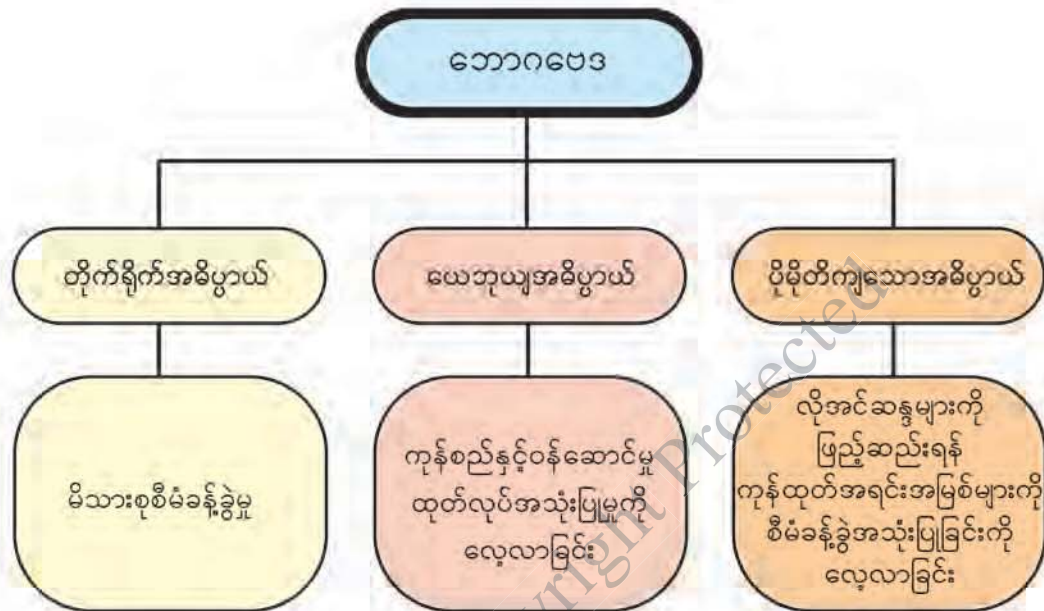 ဘောဂဗေဒ
တိုက်ရိုက်အဓိပ္ပာယ်
ယေဘုယျအဓိပ္ပာယ်
ပိုမိုတိကျသောအဓိပ္ပာယ်
မိသားစုစီမံခန့်ခွဲမှု
ကုန်စည်နှင့်ဝန်ဆောင်မှု
ထုတ်လုပ်အသုံးပြုမှုကို
လေ့လာခြင်း
လိုအင်ဆန္ဒများကို
ဖြည့်ဆည်းရန်
ကုန်ထုတ်အရင်းအမြစ်များကို
စီမံခန့်ခွဲအသုံးပြုခြင်းကို
လေ့လာခြင်း
Protected